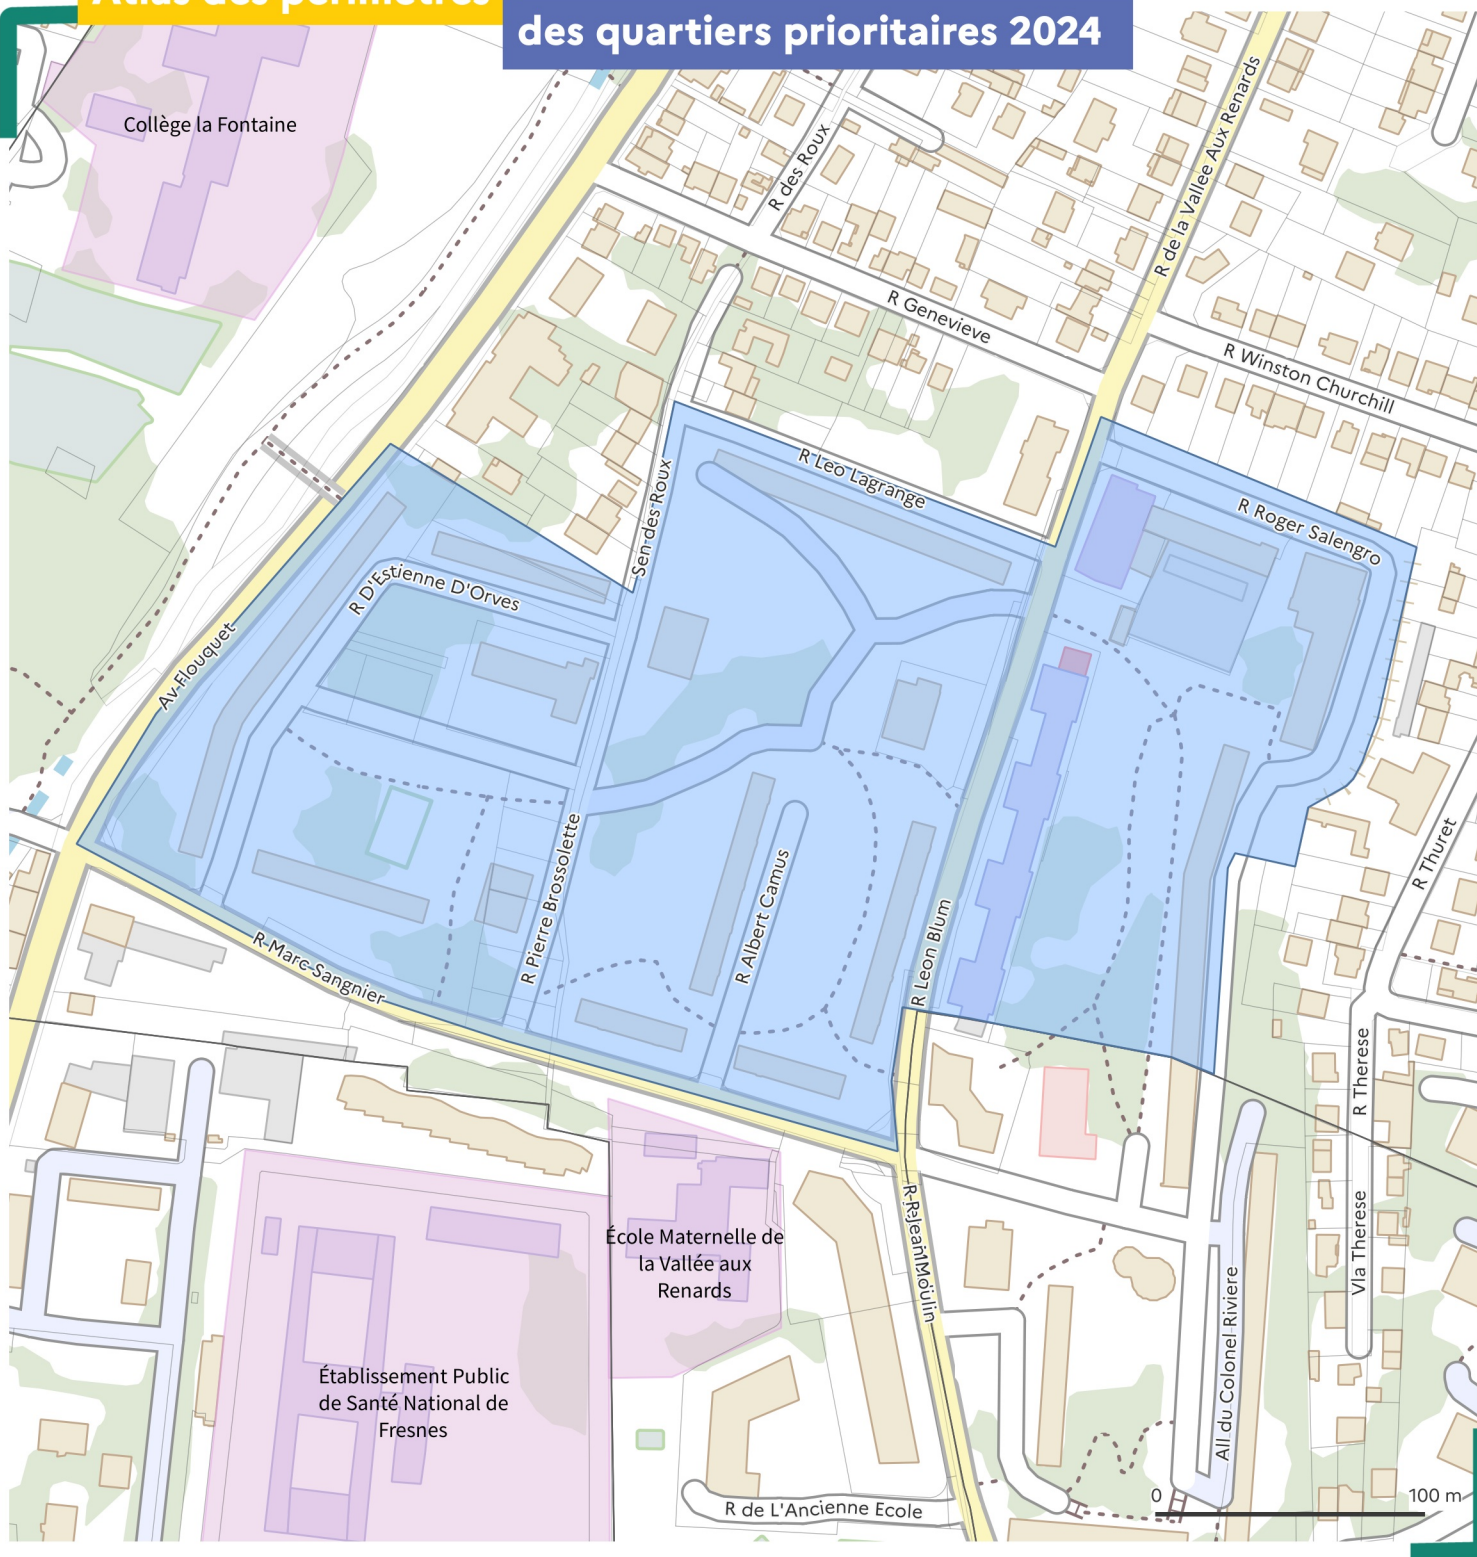 Atlas des périmètres
des quartiers prioritaires 2024
Collège la Fontaine
R des Roux
R de la Vallee Aux Renards
R Genevieve
R Winston Churchill
R Leo Lagrange
Sen des Roux
R Roger Salengro
R D'Estienne D'Orves
Av Flouquet
R Pierre Brossolette
R Albert Camus
R Leon Blum
R Thuret
R Marc Sangnier
R Therese
Vla Therese
École Maternelle de
la Vallée aux
Renards
R Jean Moulin
Établissement Public
de Santé National de
Fresnes
All du Colonel Riviere
R de L'Ancienne Ecole
0
100 m